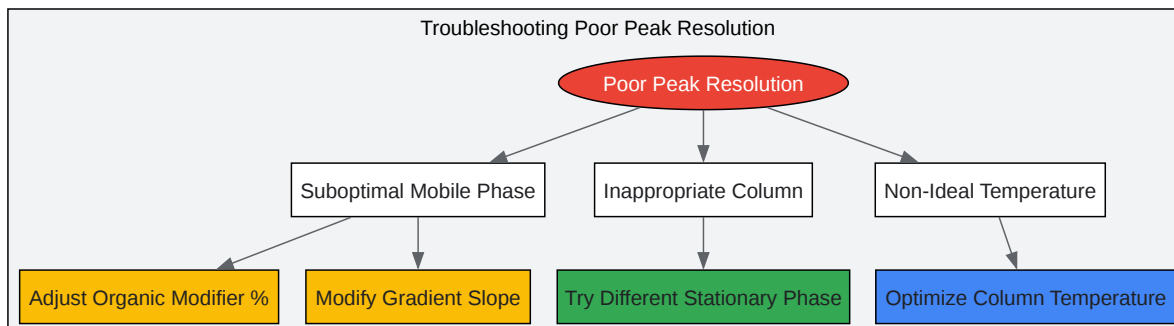 Troubleshooting Poor Peak Resolution
Poor Peak Resolution
Suboptimal Mobile Phase
Inappropriate Column
Non-Ideal Temperature
Adjust Organic Modifier %
Modify Gradient Slope
Try Different Stationary Phase
Optimize Column Temperature